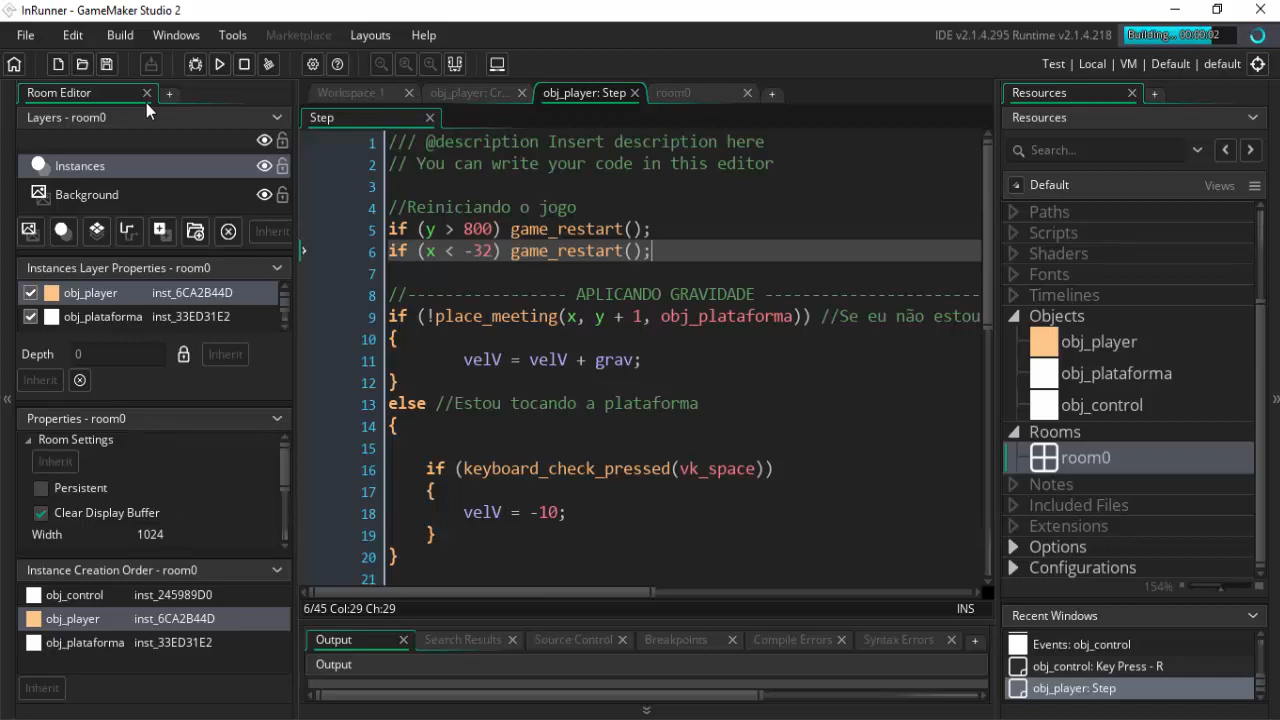 InRunner - GameMaker Studio 2
File Edit Build Windows Tools Marketplace Layouts Help
IDE v2.1.4.295 Runtime v2.1.4.218
Building... 00:00:02
Test | Local | VM | Default | default
Room Editor
Layers - room0
Instances
Background
Inherit
Instances Layer Properties - room0
obj_player inst_6CA2B44D
obj_plataforma inst_33ED31E2
Depth 0 Inherit
Inherit
Properties - room0
Room Settings
Inherit
Persistent
Clear Display Buffer
Width 1024
Instance Creation Order - room0
obj_control inst_245989D0
obj_player inst_6CA2B44D
obj_plataforma inst_33ED31E2
Inherit
Workspace 1 obj_player: Cr... obj_player: Step room0
Step
1 /// @description Insert description here
2 // You can write your code in this editor
3
4 //Reiniciando o jogo
5 if (y > 800) game_restart();
6 if (x < -32) game_restart();
7
8 //----------------- APLICANDO GRAVIDADE -----------------------
9 if (!place_meeting(x, y + 1, obj_plataforma)) //Se eu não estou
10 {
11 velV = velV + grav;
12 }
13 else //Estou tocando a plataforma
14 {
15
16 if (keyboard_check_pressed(vk_space))
17 {
18 velV = -10;
19 }
20 }
21
6/45 Col:29 Ch:29 INS
Output Search Results Source Control Breakpoints Compile Errors Syntax Errors
Output
Resources
Resources
Search...
Default Views
Paths
Scripts
Shaders
Fonts
Timelines
Objects
obj_player
obj_plataforma
obj_control
Rooms
room0
Notes
Included Files
Extensions
Options
Configurations
154%
Recent Windows
Events: obj_control
obj_control: Key Press - R
obj_player: Step